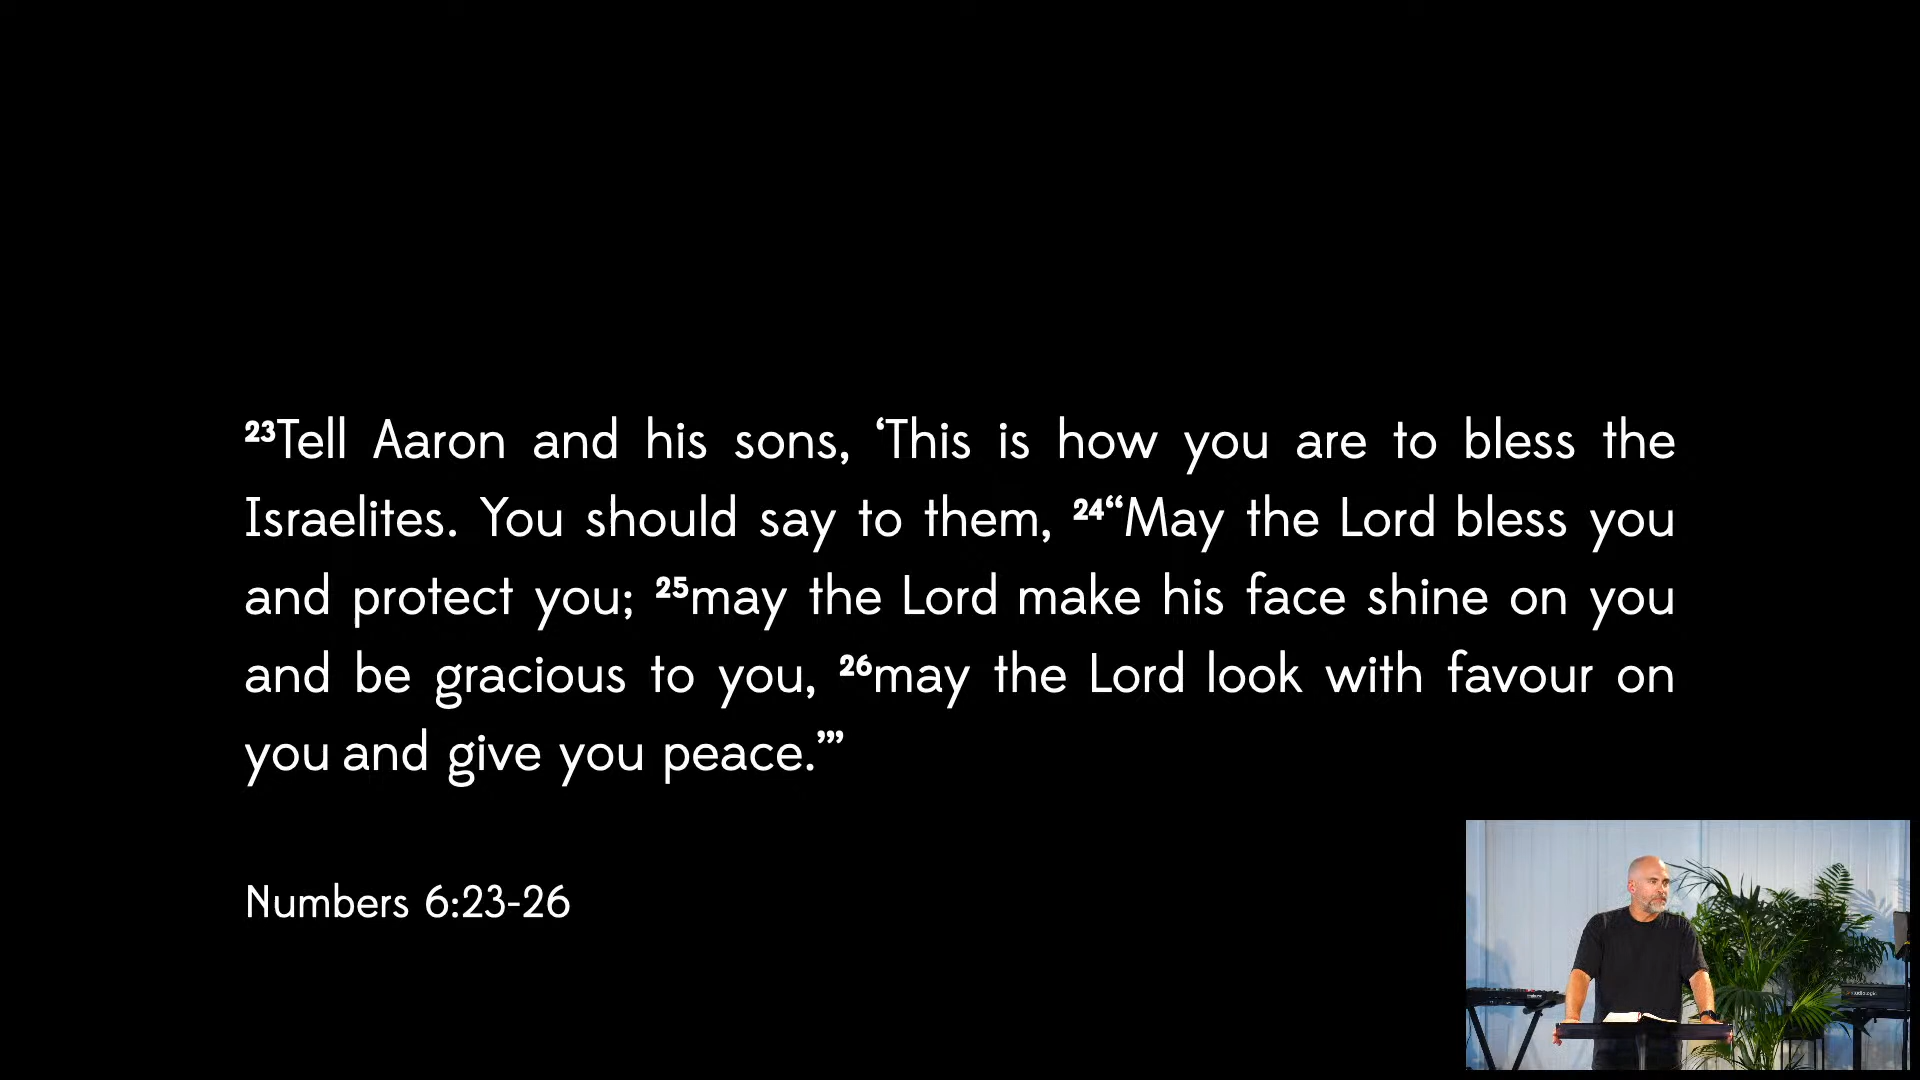 ²³Tell Aaron and his sons, ‘This is how you are to bless the
Israelites. You should say to them, ²⁴“May the Lord bless you
and protect you; ²⁵may the Lord make his face shine on you
and be gracious to you, ²⁶may the Lord look with favour on
you and give you peace.”’
Numbers 6:23-26